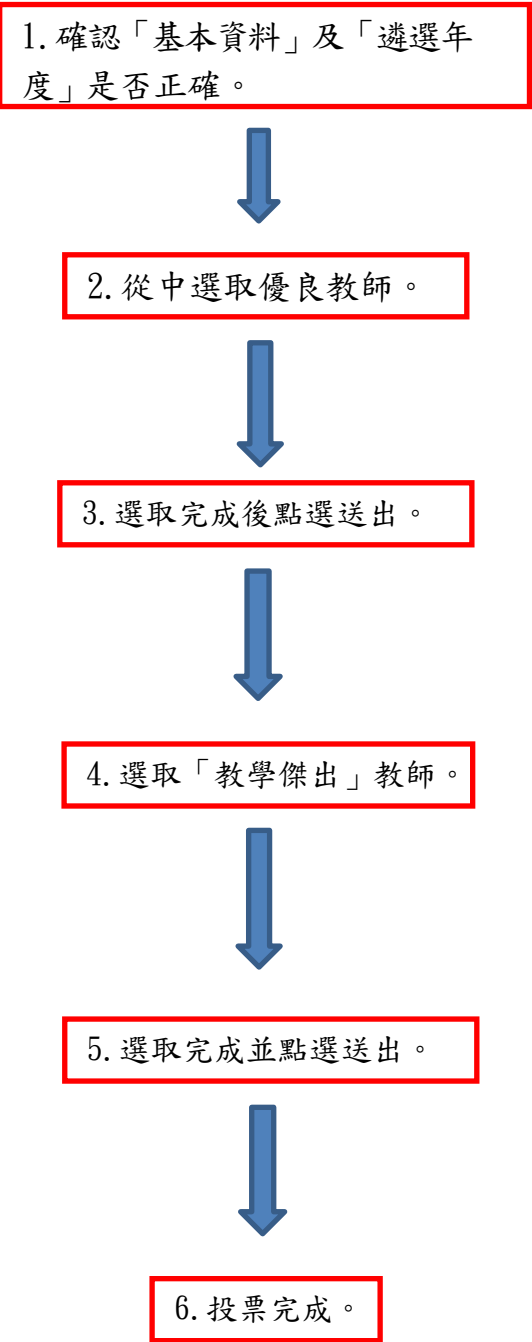 1.確認「基本資料」及「遴選年
度」是否正確。
2.從中選取優良教師。
3.選取完成後點選送出。
4.選取「教學傑出」教師。
5.選取完成並點選送出。
6.投票完成。